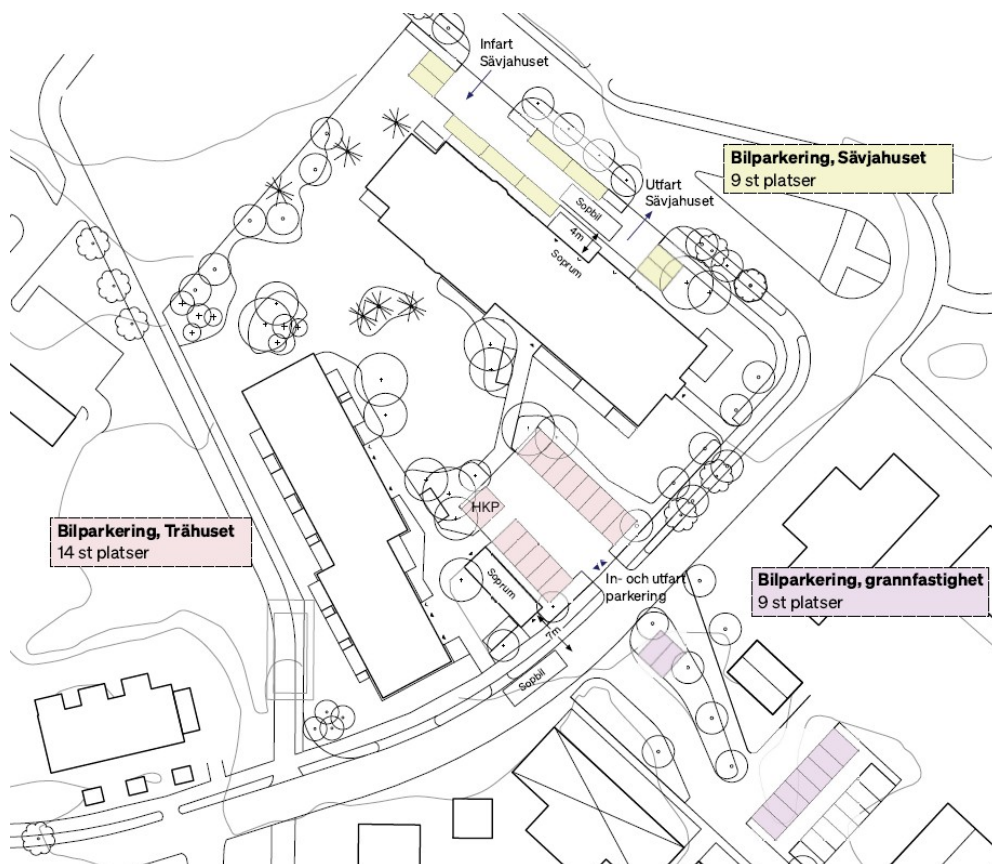 Infart
Sävjahuset
Bilparkering, Sävjahuset
9 st platser
Utfart
Sävjahuset
Sopbil
4m
Soprum
HKP
Bilparkering, Trähuset
14 st platser
Soprum
In- och utfart
parkering
Bilparkering, grannfastighet
9 st platser
7m
Sopbil